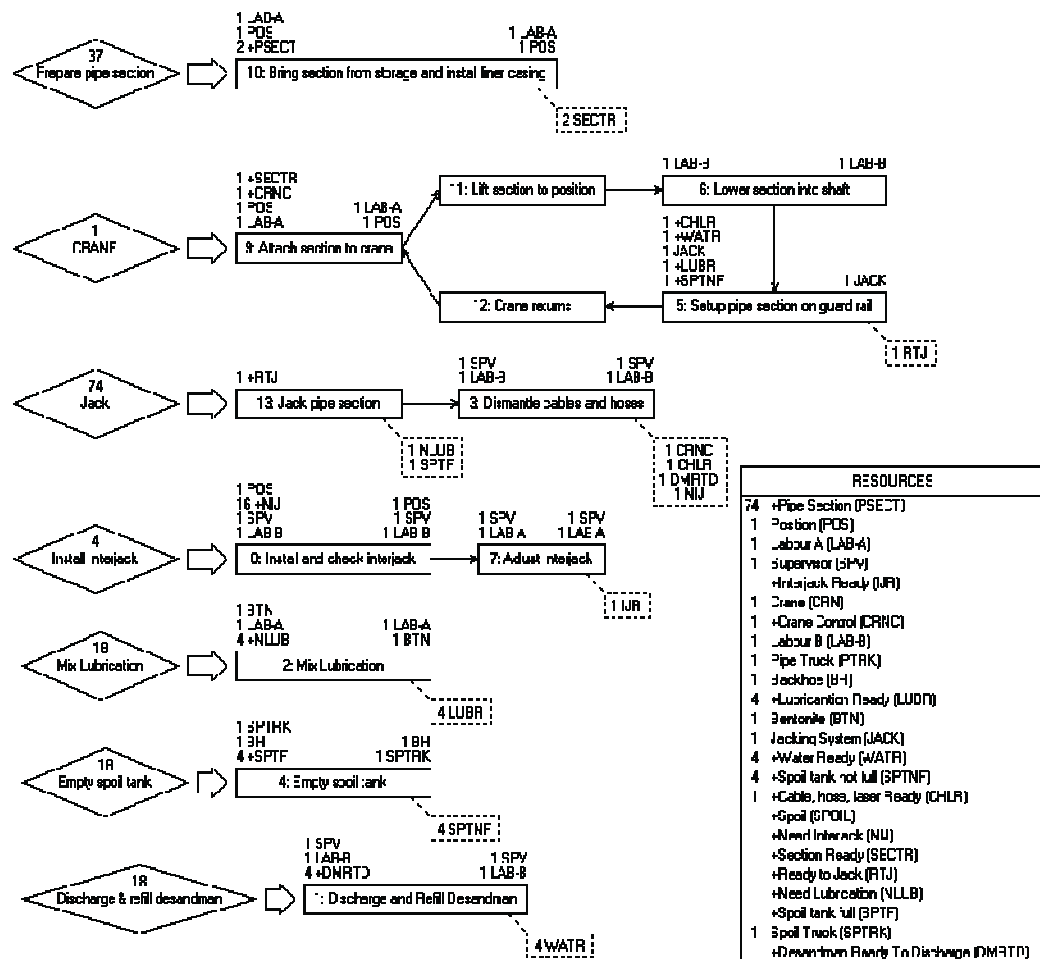 1 LAB-A
1 POS
2 +PSECT
1 LAB-A
1 POS
37
Prepare pipe section
10: Bring section from storage and install liner casing
2 SECTR
1 +SECTR
1 +CRNC
1 POS
1 LAB-A
1 LAB-A
1 POS
1
CRANE
9: Attach section to crane
11: Lift section to position
1 LAB-B
1 LAB-B
6: Lower section into shaft
1 +CHLR
1 +WATR
1 JACK
1 +LUBR
1 +SPTNF
1 JACK
12: Crane returns
5: Setup pipe section on guard rail
1 RTJ
74
Jack
1 +RTJ
13: Jack pipe section
1 SPV
1 LAB-B
1 SPV
1 LAB-B
3: Dismantle cables and hoses
1 NLUB
1 SPTF
1 CRNC
1 CHLR
1 DMRTD
1 NIJ
4
Install Interjack
1 POS
16 +NIJ
1 SPV
1 LAB B
1 POS
1 SPV
1 LAB B
0: Install and check interjack
1 SPV
1 LAB A
1 SPV
1 LAB A
7: Adjust Interjack
1 IJR
18
Mix Lubrication
1 BTN
1 LAB-A
4 +NLUB
1 LAB-A
1 BTN
2: Mix Lubrication
4 LUBR
18
Empty spoil tank
1 SPTRK
1 BH
4 +SPTF
1 BH
1 SPTRK
4: Empty spoil tank
4 SPTNF
18
Discharge & refill desandman
1 SPV
1 LAB-B
4 +DMRTD
1 SPV
1 LAB-B
1: Discharge and Refill Desandman
4 WATR
RESOURCES
74 +Pipe Section (PSECT)
1 Position (POS)
1 Labour A (LAB-A)
1 Supervisor (SPV)
+Interjack Ready (IJR)
1 Crane (CRN)
1 +Crane Control (CRNC)
1 Labour B (LAB-B)
1 Pipe Truck (PTRK)
1 Backhoe (BH)
4 +Lubricantion Ready (LUBR)
1 Bentonite (BTN)
1 Jacking System (JACK)
4 +Water Ready (WATR)
4 +Spoil tank not full (SPTNF)
1 +Cable, hose, laser Ready (CHLR)
+Spoil (SPOIL)
+Need Interack (NIJ)
+Section Ready (SECTR)
+Ready to Jack (RTJ)
+Need Lubrication (NLUB)
+Spoil tank full (SPTF)
1 Spoil Truck (SPTRK)
+Desandman Ready To Discharge (DMRTD)